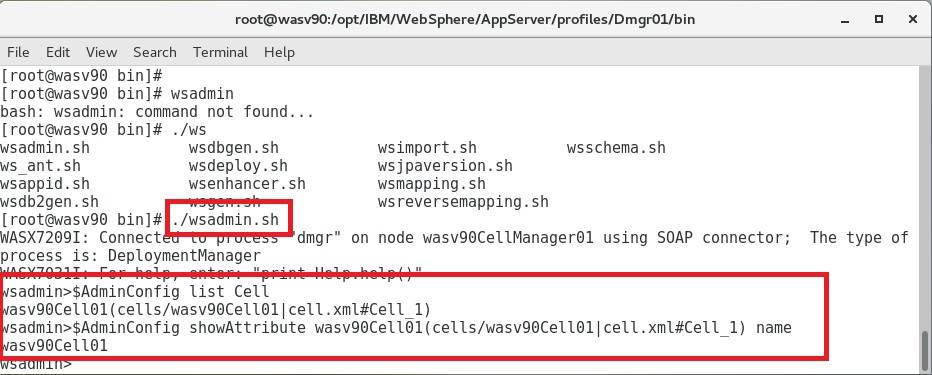 root@wasv90:/opt/IBM/WebSphere/AppServer/profiles/Dmgr01/bin
File Edit View Search Terminal Help
[root@wasv90 bin]#
[root@wasv90 bin]# wsadmin
bash: wsadmin: command not found...
[root@wasv90 bin]# ./ws
wsadmin.sh wsdbgen.sh wsimport.sh wsschema.sh
ws_ant.sh wsdeploy.sh wsjpaversion.sh
wsappid.sh wsenhancer.sh wsmapping.sh
wsdb2gen.sh wsgen.sh wsreversemapping.sh
[root@wasv90 bin]# ./wsadmin.sh
WASX7209I: Connected to process "dmgr" on node wasv90CellManager01 using SOAP connector;  The type of
process is: DeploymentManager
WASX7031I: For help, enter: "print Help.help()"
wsadmin>$AdminConfig list Cell
wasv90Cell01(cells/wasv90Cell01|cell.xml#Cell_1)
wsadmin>$AdminConfig showAttribute wasv90Cell01(cells/wasv90Cell01|cell.xml#Cell_1) name
wasv90Cell01
wsadmin>